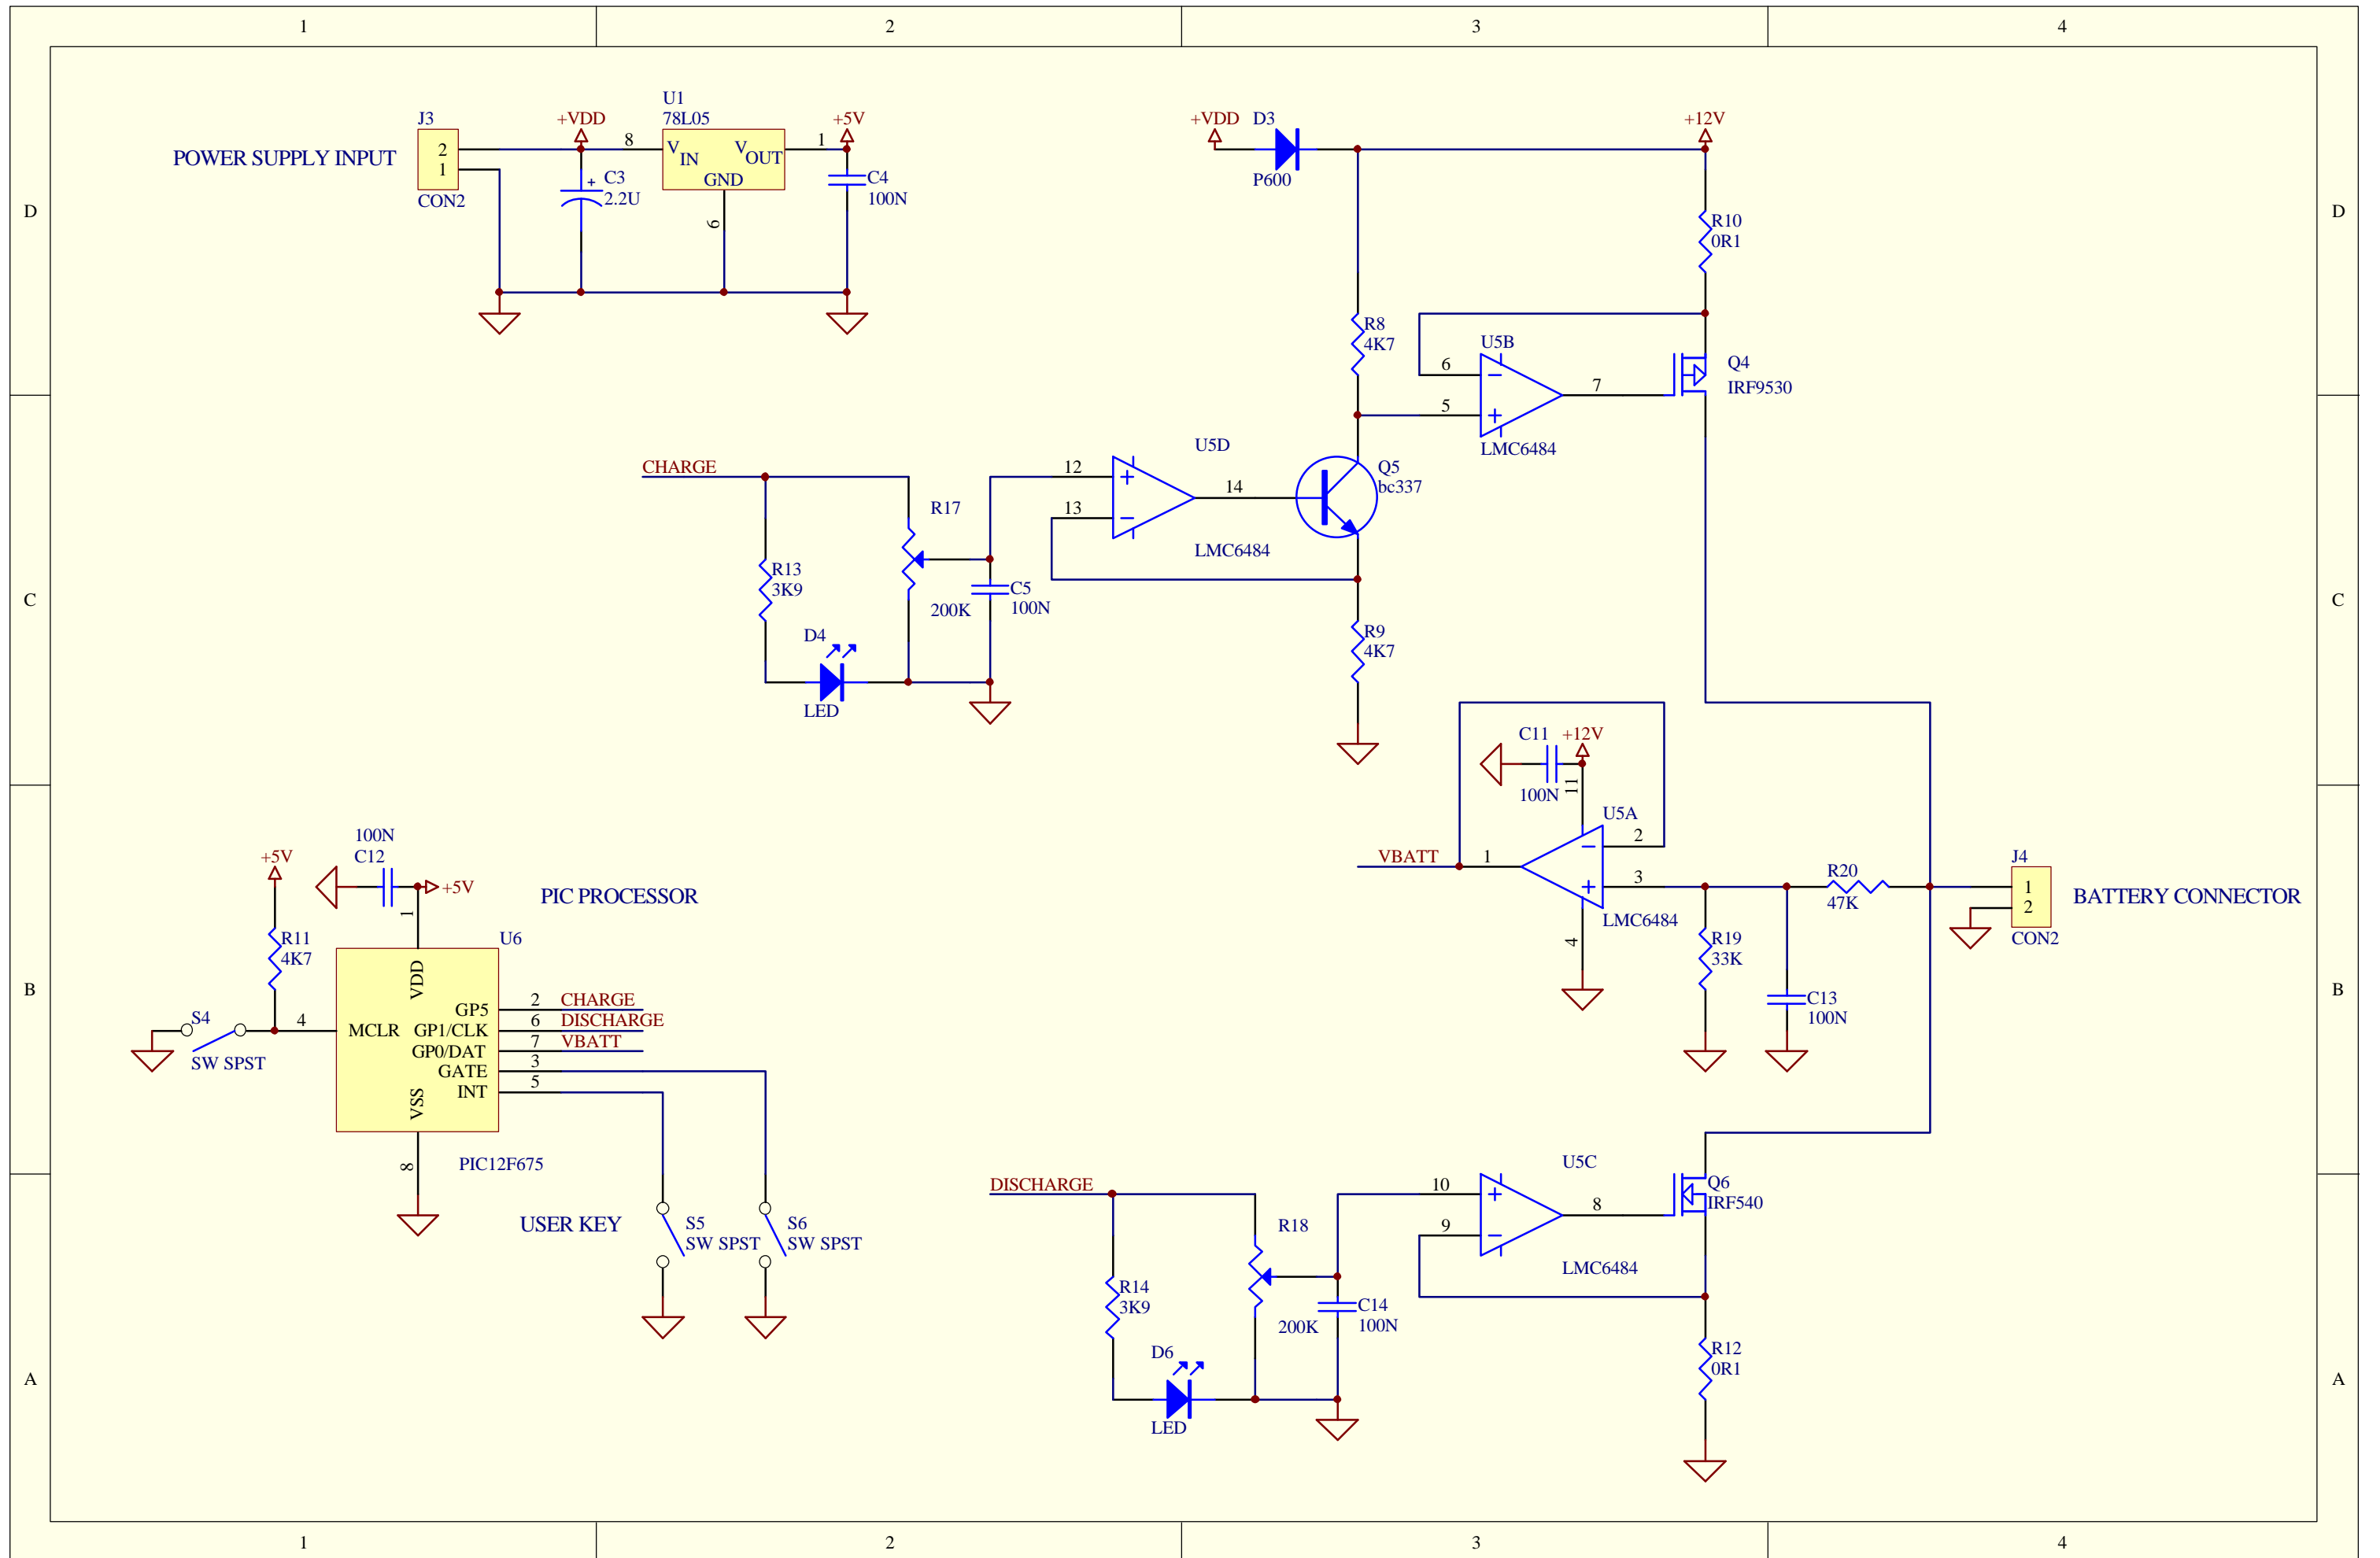 1
2
3
4
D
D
C
C
B
B
A
A
1
2
3
4
POWER SUPPLY INPUT
J3
2
1
CON2
+VDD
C3
+
2.2U
8
U1
78L05
VIN
VOUT
GND
6
1
+5V
C4
100N
+VDD
D3
P600
+12V
R10
0R1
R8
4K7
U5B
6
5
7
LMC6484
Q4
IRF9530
CHARGE
R13
3K9
D4
LED
R17
200K
C5
100N
12
13
U5D
14
LMC6484
Q5
bc337
R9
4K7
C11
+12V
100N
11
U5A
2
3
VBATT
1
LMC6484
4
R20
47K
R19
33K
C13
100N
J4
1
2
CON2
BATTERY CONNECTOR
100N
C12
+5V
+5V
PIC PROCESSOR
1
R11
4K7
U6
S4
SW SPST
4
MCLR
VDD
VSS
GP5
GP1/CLK
GP0/DAT
GATE
INT
2
CHARGE
6
DISCHARGE
7
VBATT
3
5
8
PIC12F675
USER KEY
S5
SW SPST
S6
SW SPST
DISCHARGE
R14
3K9
D6
LED
R18
200K
C14
100N
10
9
U5C
8
LMC6484
Q6
IRF540
R12
0R1